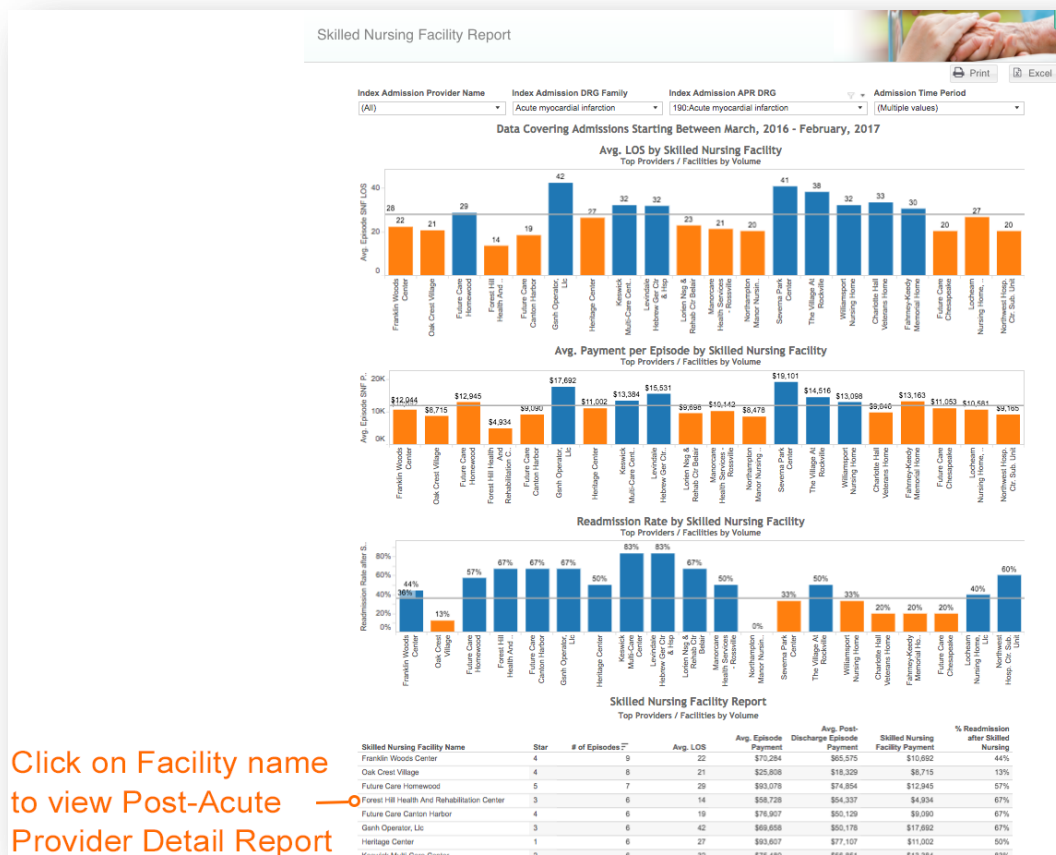 Skilled Nursing Facility Report
Print Excel
Index Admission Provider Name Index Admission DRG Family Index Admission APR DRG Admission Time Period
(All) Acute myocardial infarction 190:Acute myocardial infarction (Multiple values)
Data Covering Admissions Starting Between March, 2016 - February, 2017
Avg. LOS by Skilled Nursing Facility
Top Providers / Facilities by Volume
Avg. Episode SNF LOS
40
20
0
28
22 21 29 14 19 42 27 32 32 23 21 20 41 38 32 33 30 20 27 20
Franklin Woods
Center
Oak Crest Village
Future Care
Homewood
Forest Hill
Health And ..
Future Care
Canton Harbor
Ganh Operator,
Llc
Heritage Center
Keswick
Multi-Care Cent..
Levindale
Hebrew Ger Ctr
& Hsp
Lorien Nsg &
Rehab Ctr Belair
Manorcare
Health Services
- Rossville
Northampton
Manor Nursin..
Severna Park
Center
The Village At
Rockville
Williamsport
Nursing Home
Charlotte Hall
Veterans Home
Fahrney-Keedy
Memorial Home
Future Care
Chesapeake
Lochearn
Nursing Home, ..
Northwest Hosp.
Ctr. Sub. Unit
Avg. Payment per Episode by Skilled Nursing Facility
Top Providers / Facilities by Volume
Avg. Episode SNF P..
20K
10K
0K
$8,715 $12,945 $4,934 $9,090 $17,692 $11,002 $13,384 $15,531 $9,698 $10,142 $8,478 $19,101 $14,516 $13,098 $13,163 $11,053 $10,581 $9,165
Franklin Woods
Center
Oak Crest Village
Future Care
Homewood
Forest Hill Health
And
Rehabilitation C..
Future Care
Canton Harbor
Ganh Operator,
Llc
Heritage Center
Keswick
Multi-Care Cent..
Levindale
Hebrew Ger Ctr..
Lorien Nsg &
Rehab Ctr Belair
Manorcare
Health Services -
Rossville
Northampton
Manor Nursing ..
Severna Park
Center
The Village At
Rockville
Williamsport
Nursing Home
Charlotte Hall
Veterans Home
Fahrney-Keedy
Memorial Home
Future Care
Chesapeake
Lochearn
Nursing Home, ..
Northwest Hosp.
Ctr. Sub. Unit
Readmission Rate by Skilled Nursing Facility
Top Providers / Facilities by Volume
Readmission Rate after S..
80%
60%
40%
20%
0%
36%
44% 13% 57% 67% 67% 67% 50% 83% 83% 67% 50% 0% 33% 50% 33% 20% 20% 20% 40% 60%
Franklin Woods
Center
Oak Crest
Village
Future Care
Homewood
Forest Hill
Health And ..
Future Care
Canton Harbor
Ganh Operator,
Llc
Heritage Center
Keswick
Multi-Care
Center
Levindale
Hebrew Ger Ctr
& Hsp
Lorien Nsg &
Rehab Ctr
Belair
Manorcare
Health Services
- Rossville
Northampton
Manor Nursin..
Severna Park
Center
The Village At
Rockville
Williamsport
Nursing Home
Charlotte Hall
Veterans Home
Fahrney-Keedy
Memorial Ho..
Future Care
Chesapeake
Lochearn
Nursing Home,
Llc
Northwest
Hosp. Ctr. Sub.
Unit
Skilled Nursing Facility Report
Top Providers / Facilities by Volume
Skilled Nursing Facility Name Star # of Episodes Avg. LOS Avg. Episode Payment Avg. Post-Discharge Episode Payment Skilled Nursing Facility Payment % Readmission after Skilled Nursing
Franklin Woods Center 4 9 22 $70,284 $65,575 $10,692 44%
Oak Crest Village 4 8 21 $25,808 $18,329 $8,715 13%
Future Care Homewood 5 7 29 $93,078 $74,854 $12,945 57%
Forest Hill Health And Rehabilitation Center 3 6 14 $58,728 $54,337 $4,934 67%
Future Care Canton Harbor 4 6 19 $76,907 $50,129 $9,090 67%
Ganh Operator, Llc 3 6 42 $69,658 $50,178 $17,692 67%
Heritage Center 1 6 27 $93,607 $77,107 $11,002 50%
Click on Facility name
to view Post-Acute
Provider Detail Report